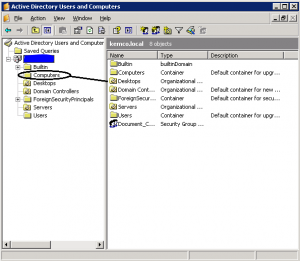 Active Directory Users and Computers
File Action View Window Help
Active Directory Users and Computer
Saved Queries
Builtin
Computers
Desktops
Domain Controllers
ForeignSecurityPrincipals
Servers
Users
8 objects
Name Type Description
Builtin builtinDomain
Computers Container Default container for upgr...
Desktops Organizational ...
Domain Cont... Organizational ... Default container for new ...
ForeignSecur... Container Default container for secu...
Servers Organizational ...
Users Container Default container for upgr...
Document_C... Security Group ...